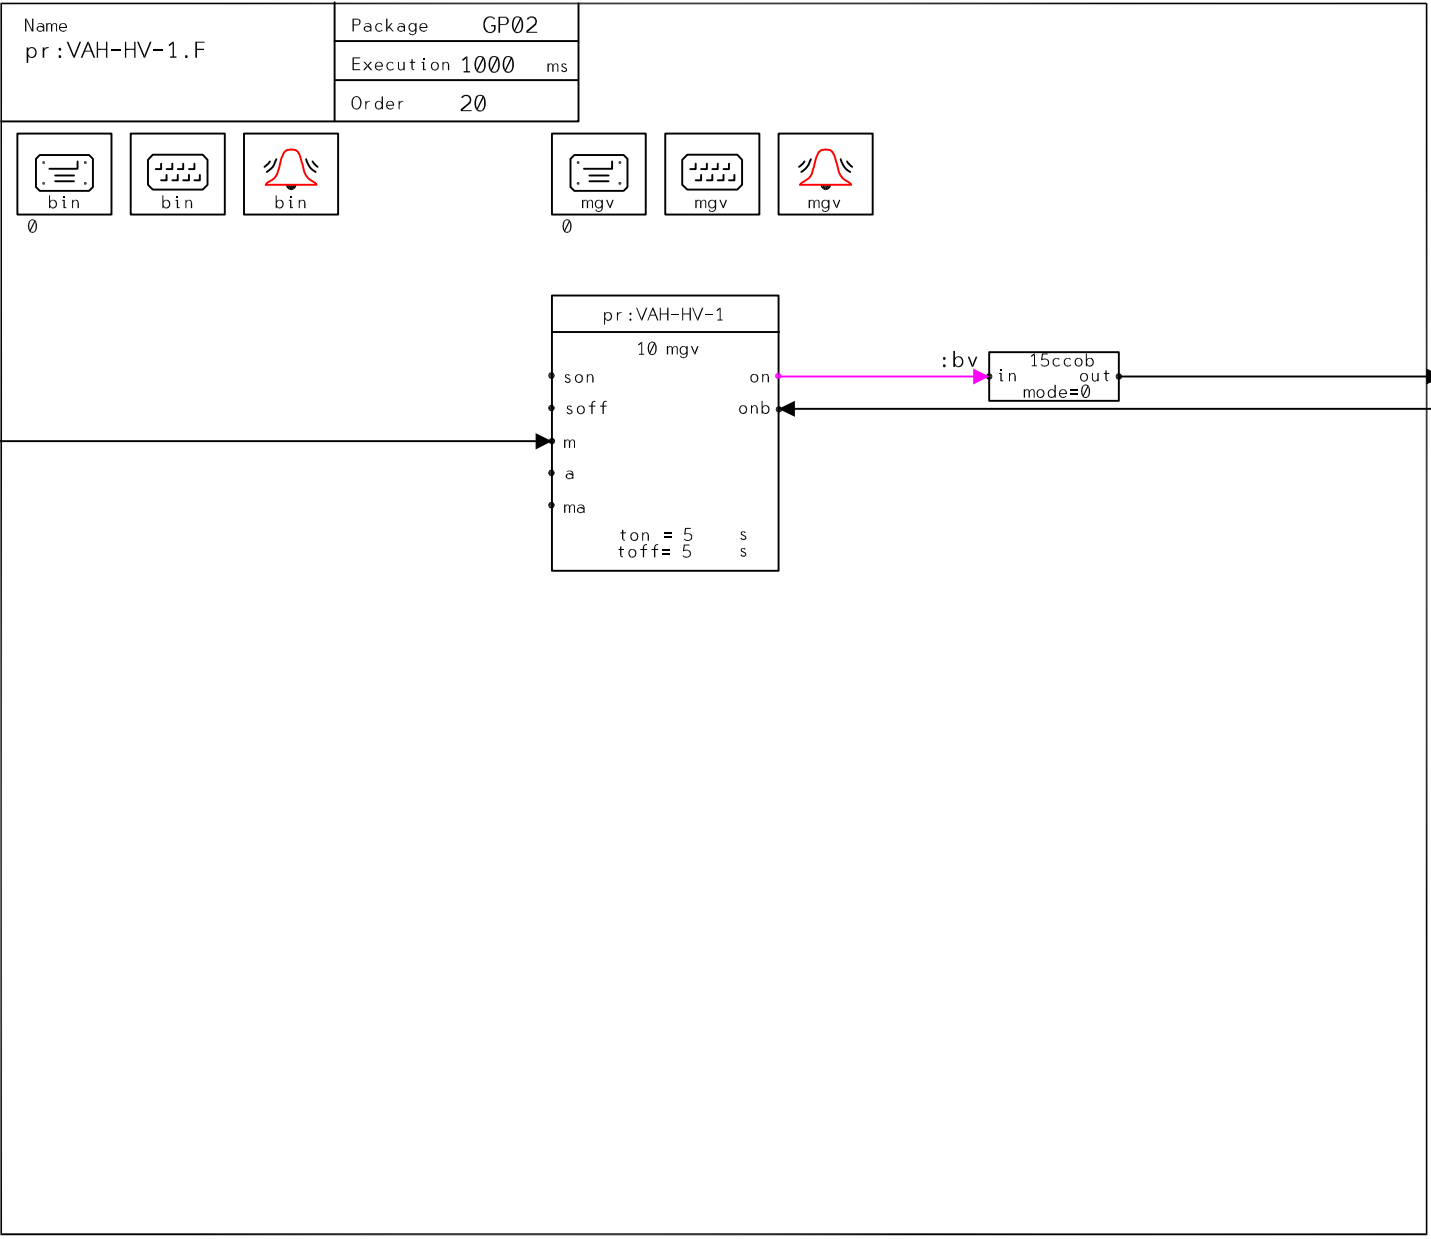 Name
pr:VAH-HV-1.F
Package GP02
Execution 1000 ms
Order 20
bin
bin
bin
mgv
mgv
mgv
0
0
pr:VAH-HV-1
10 mgv
son
on
soff
onb
m
a
ma
ton = 5 s
toff= 5 s
:bv
15ccob
in out
mode=0